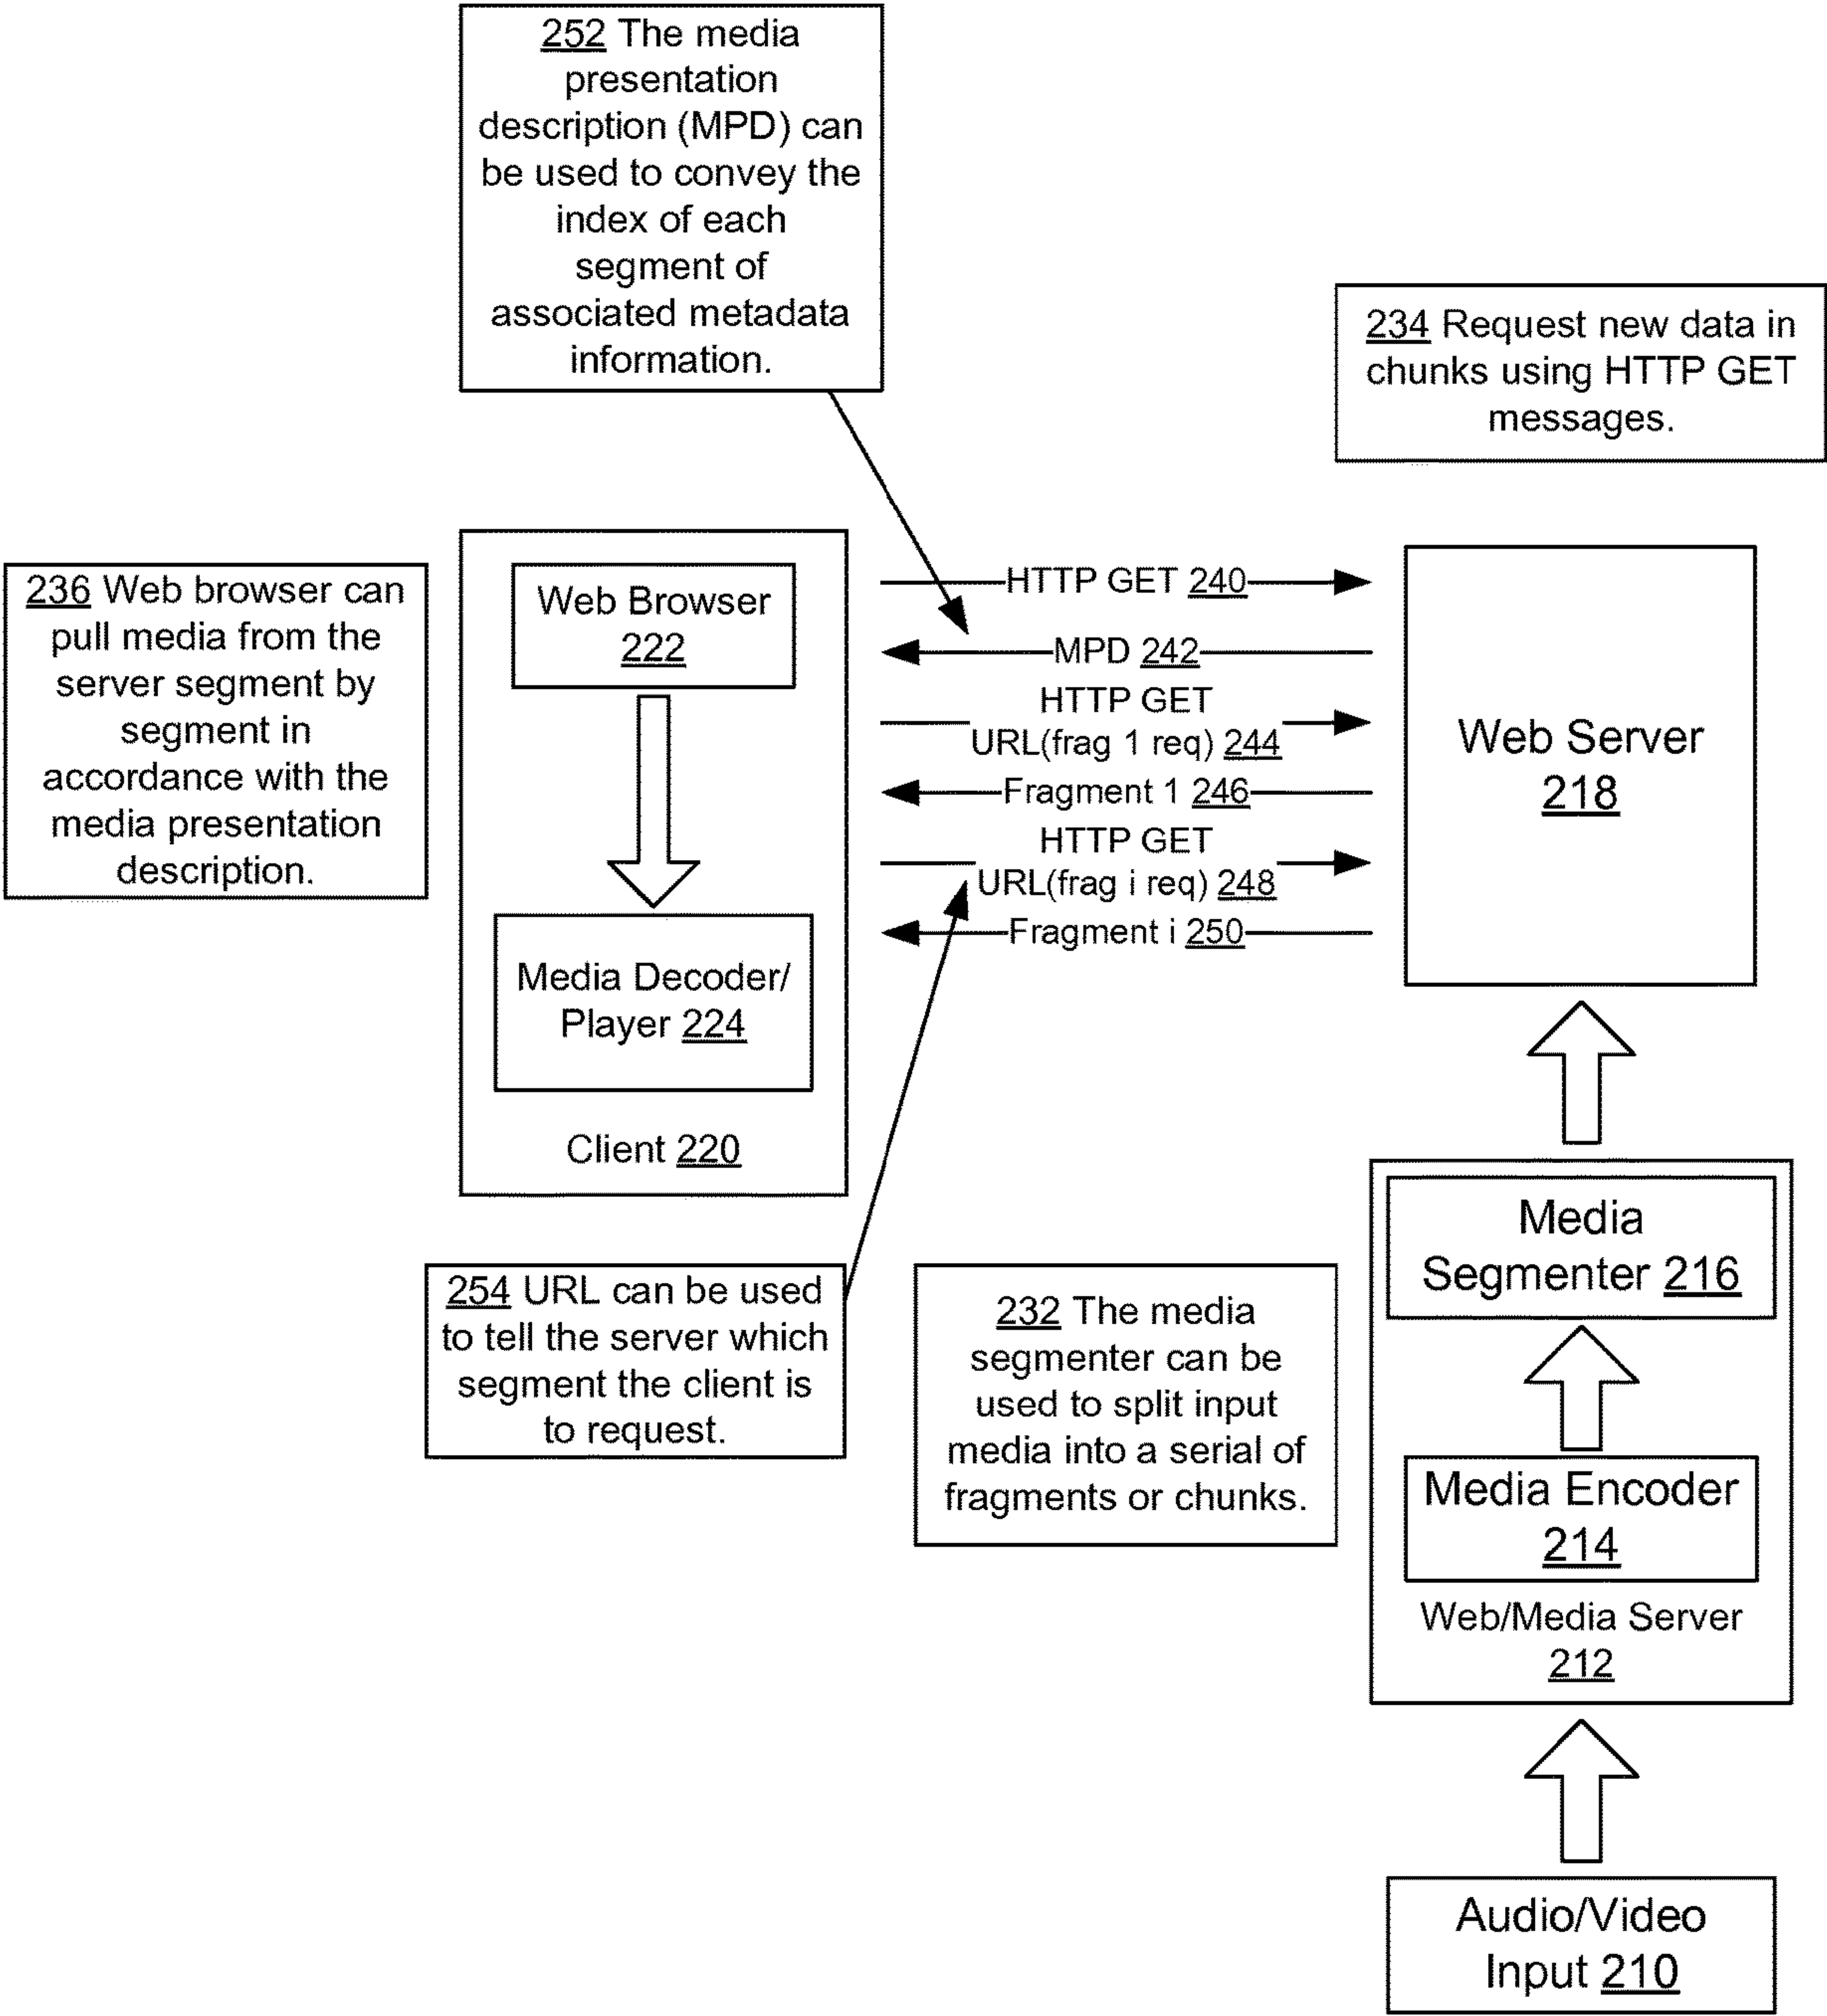 252 The media
presentation
description (MPD) can
be used to convey the
index of each
segment of
associated metadata
information.
234 Request new data in
chunks using HTTP GET
messages.
236 Web browser can
pull media from the
server segment by
segment in
accordance with the
media presentation
description.
Web Browser
222
Media Decoder/
Player 224
Client 220
HTTP GET 240
MPD 242
HTTP GET
URL(frag 1 req) 244
Fragment 1 246
HTTP GET
URL(frag i req) 248
Fragment i 250
Web Server
218
254 URL can be used
to tell the server which
segment the client is
to request.
232 The media
segmenter can be
used to split input
media into a serial of
fragments or chunks.
Media
Segmenter 216
Media Encoder
214
Web/Media Server
212
Audio/Video
Input 210